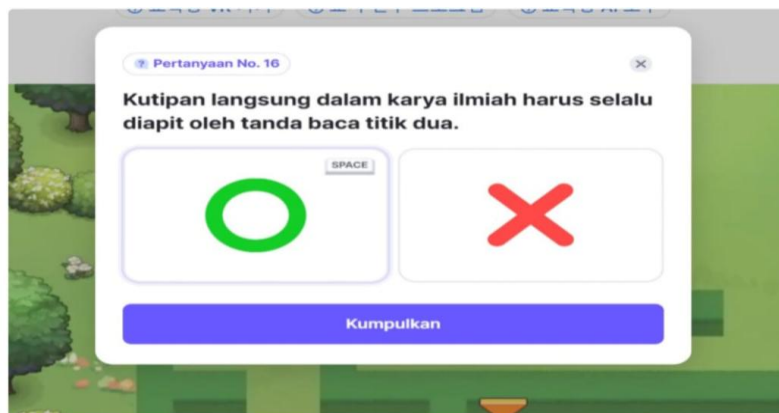 ? Pertanyaan No. 16
Kutipan langsung dalam karya ilmiah harus selalu
diapit oleh tanda baca titik dua.
SPACE
Kumpulkan